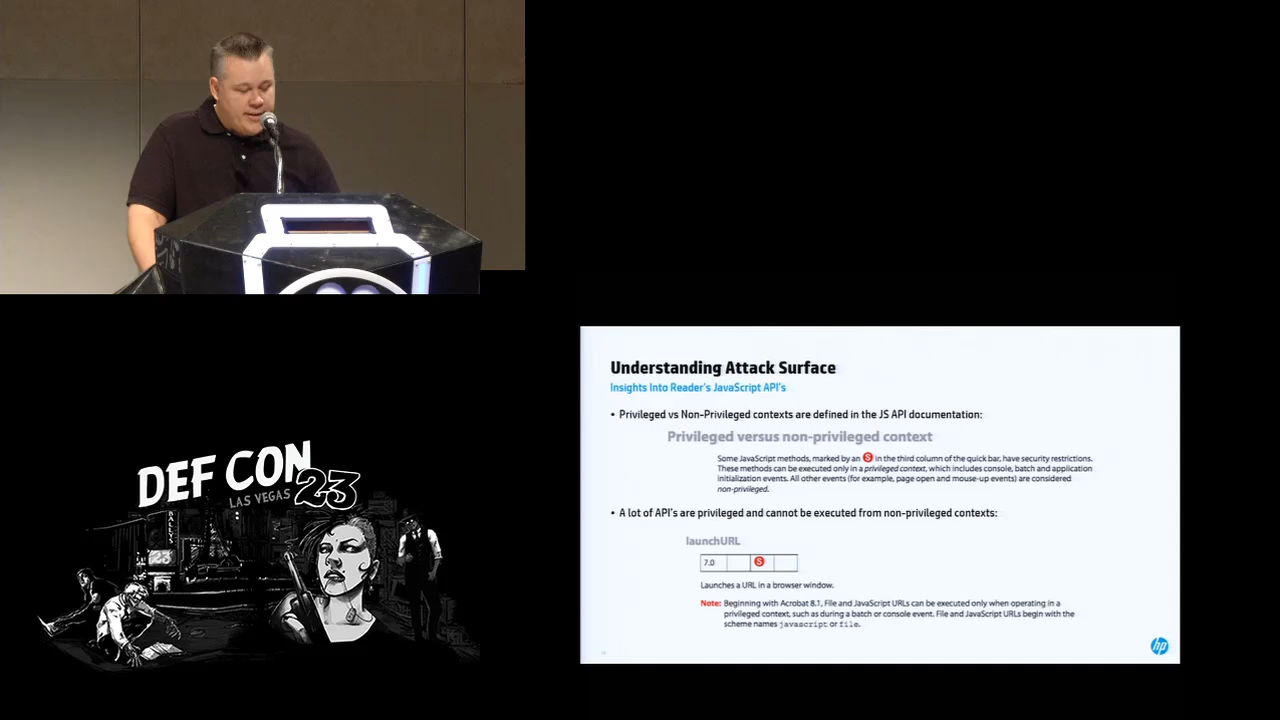 Understanding Attack Surface
Insights Into Reader's JavaScript API's
• Privileged vs Non-Privileged contexts are defined in the JS API documentation:
Privileged versus non-privileged context
Some JavaScript methods, marked by an S in the third column of the quick bar, have security restrictions.
These methods can be executed only in a privileged context, which includes console, batch and application
initialization events. All other events (for example, page open and mouse-up events) are considered
non-privileged.
• A lot of API's are privileged and cannot be executed from non-privileged contexts:
launchURL
7.0 S
Launches a URL in a browser window.
Note: Beginning with Acrobat 8.1, File and JavaScript URLs can be executed only when operating in a
privileged context, such as during a batch or console event. File and JavaScript URLs begin with the
scheme names javascript or file.
hp
DEF CON
LAS VEGAS 23
BALLYS
23